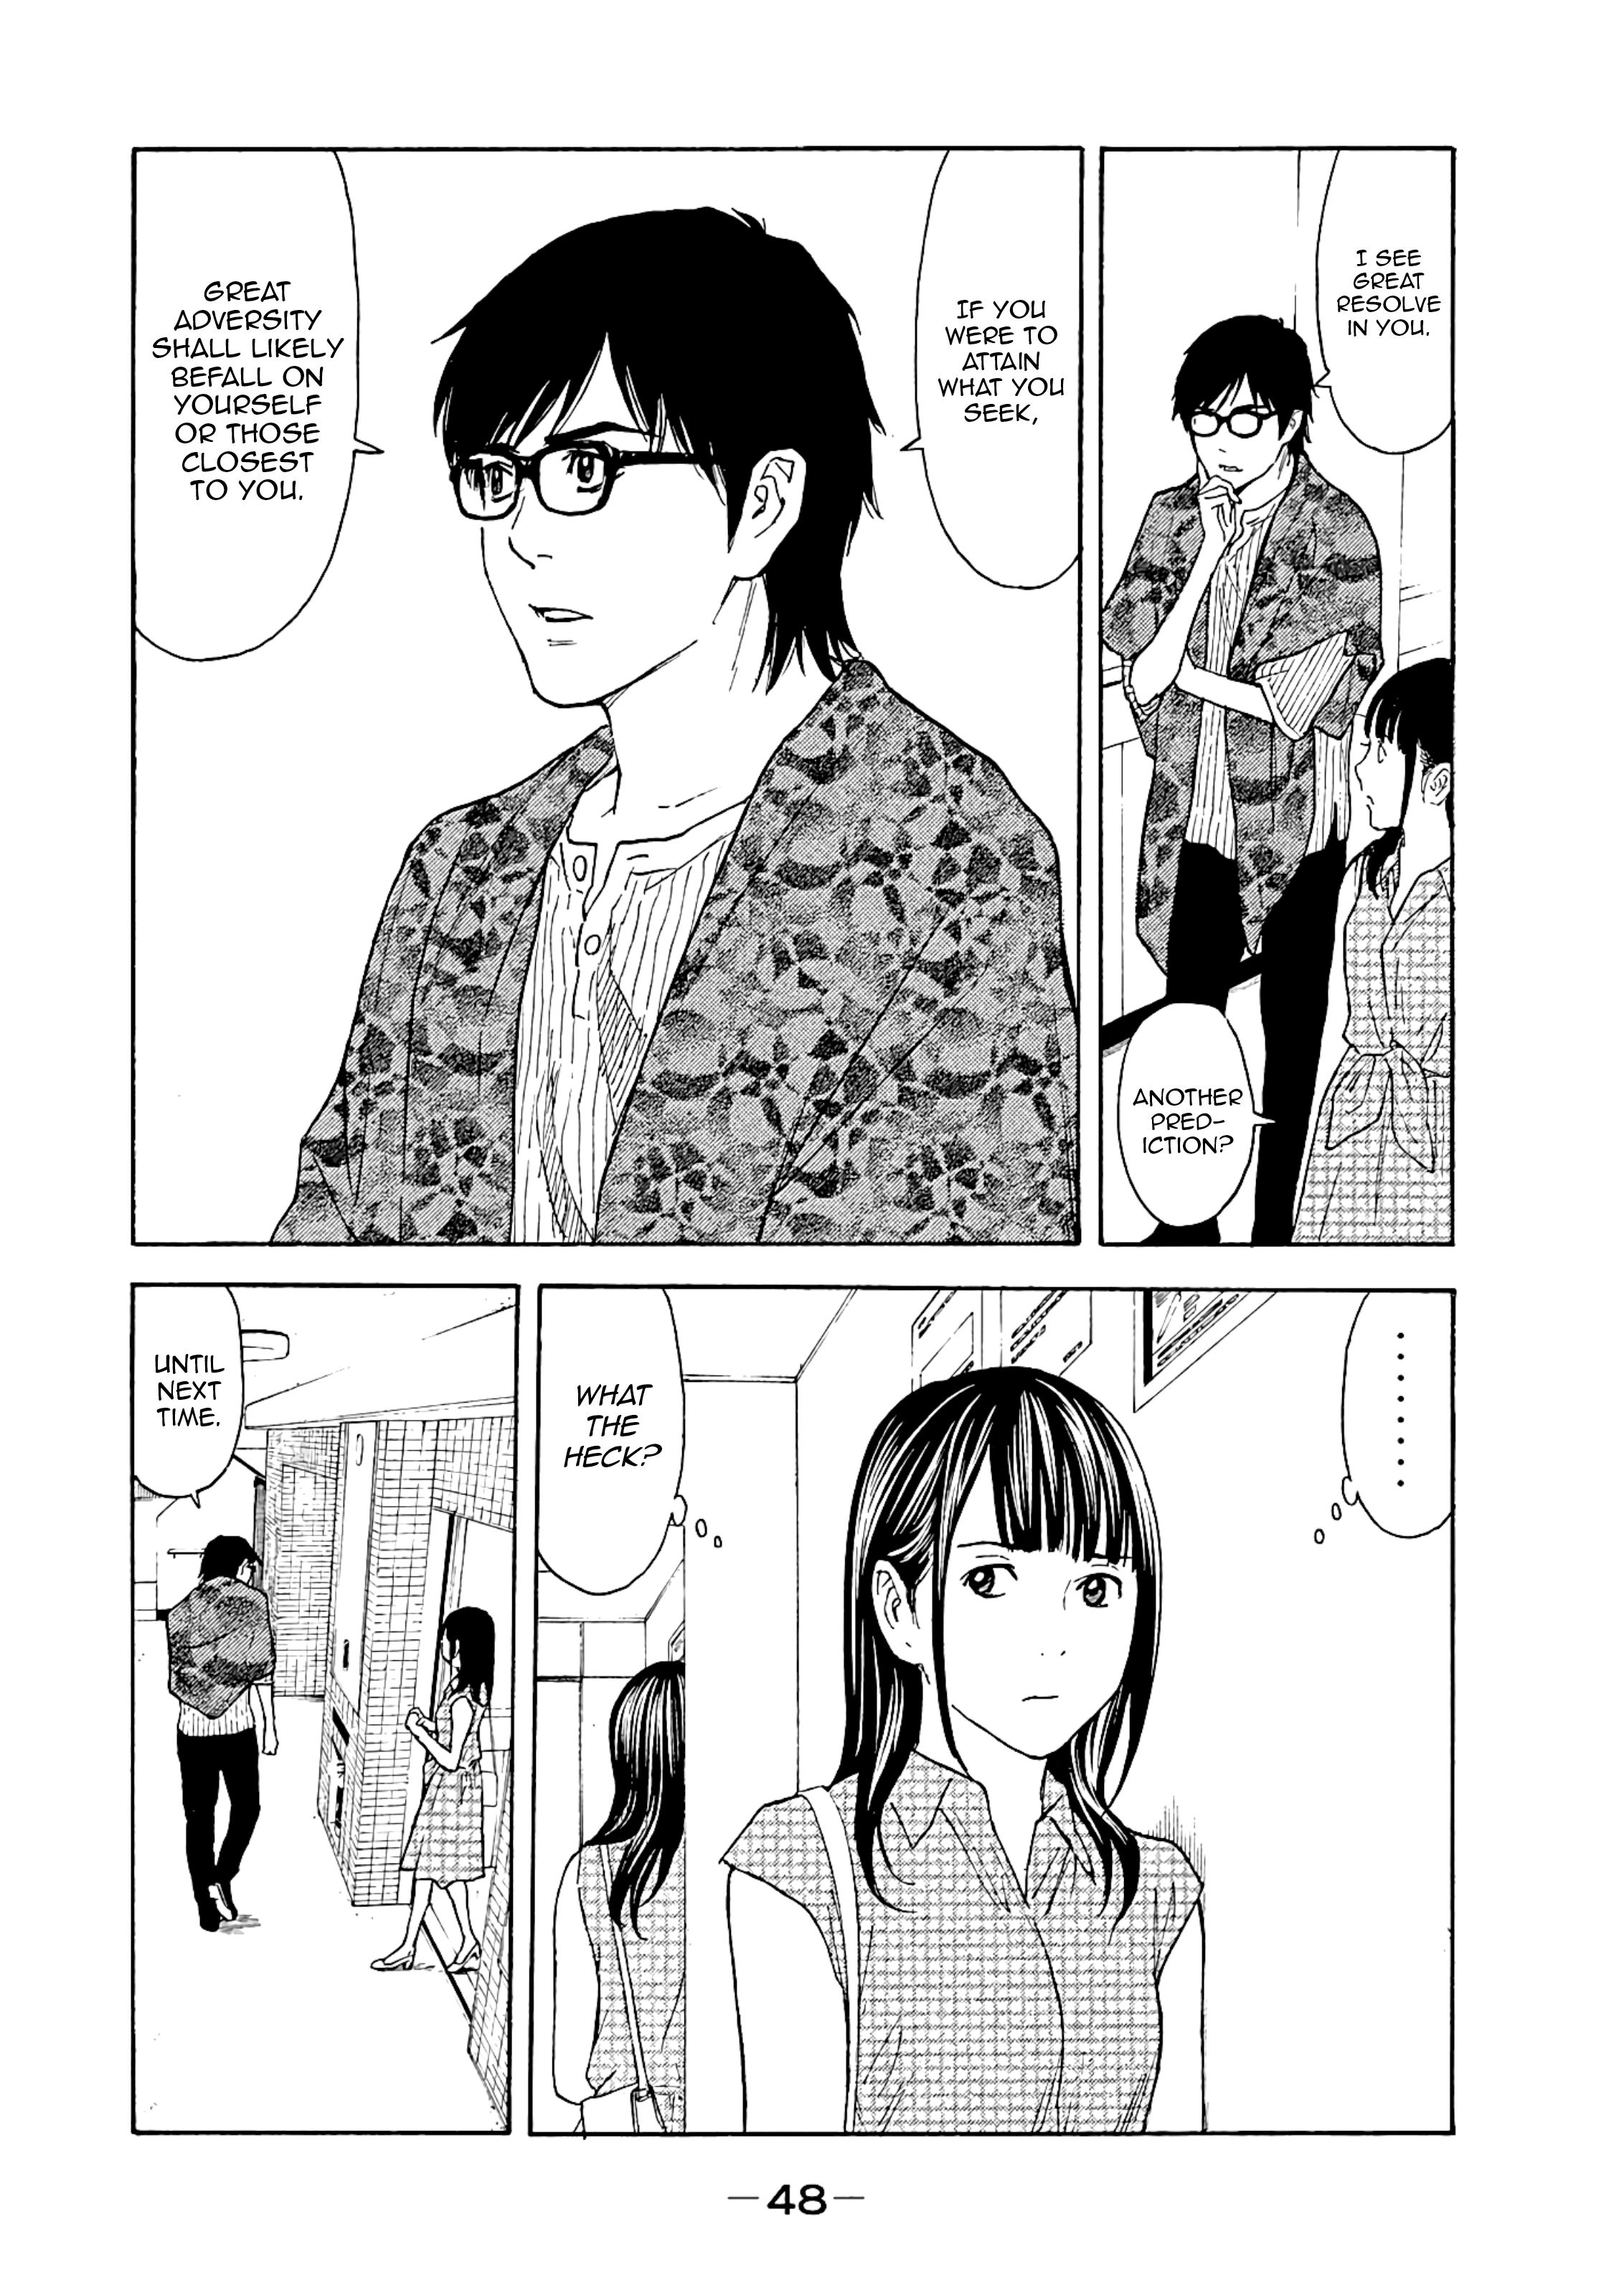 I SEE
GREAT
RESOLVE
IN YOU.
ANOTHER
PRED-
ICTION?
IF YOU
WERE TO
ATTAIN
WHAT YOU
SEEK,
GREAT
ADVERSITY
SHALL LIKELY
BEFALL ON
YOURSELF
OR THOSE
CLOSEST
TO YOU.
........
WHAT
THE
HECK?
UNTIL
NEXT
TIME.
—48—